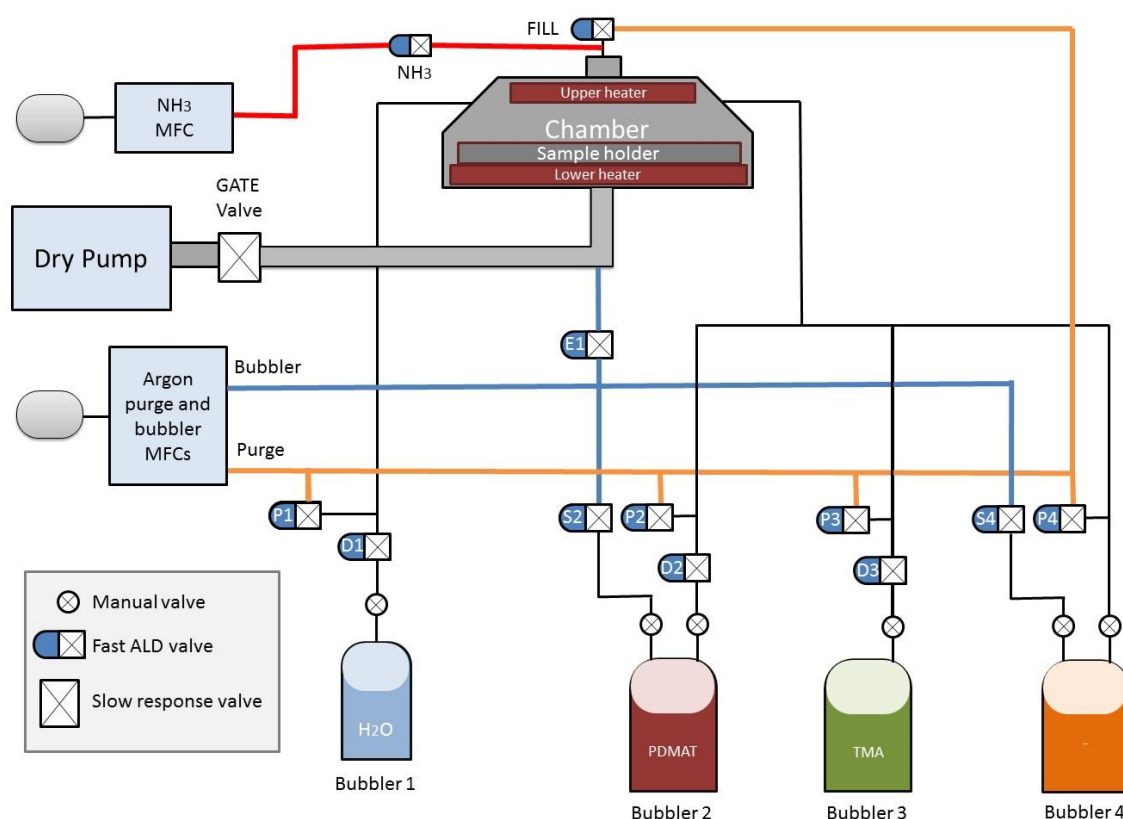 FILL
NH3
Upper heater
NH3
MFC
Chamber
Sample holder
Lower heater
GATE
Valve
Dry Pump
E1
Bubbler
Argon
purge and
bubbler
MFCs
Purge
P1
S2
P2
P3
S4
P4
D1
D2
D3
Manual valve
Fast ALD valve
Slow response valve
H2O
PDMAT
TMA
-
Bubbler 1
Bubbler 2
Bubbler 3
Bubbler 4